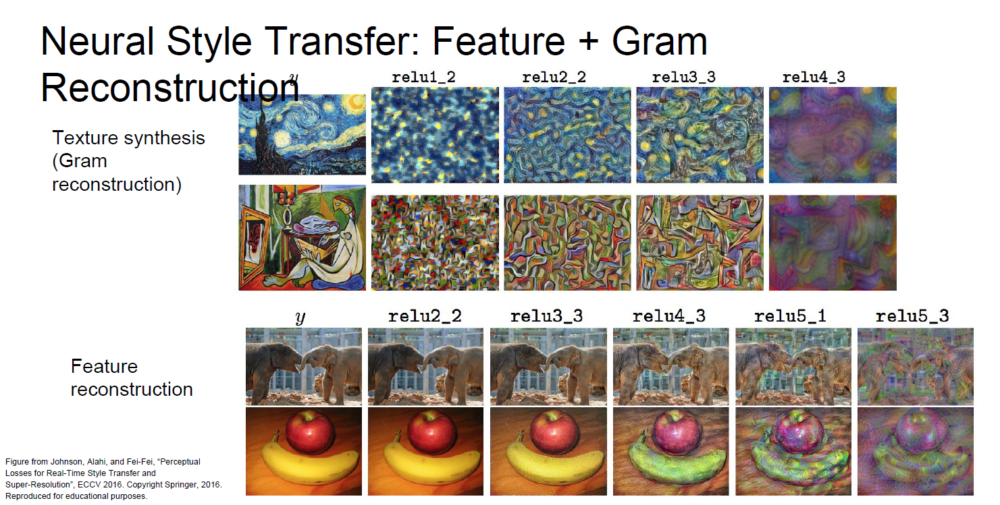 Neural Style Transfer: Feature + Gram
Reconstruction
y relu1_2 relu2_2 relu3_3 relu4_3
Texture synthesis
(Gram
reconstruction)
y relu2_2 relu3_3 relu4_3 relu5_1 relu5_3
Feature
reconstruction
Figure from Johnson, Alahi, and Fei-Fei, “Perceptual
Losses for Real-Time Style Transfer and
Super-Resolution”, ECCV 2016. Copyright Springer, 2016.
Reproduced for educational purposes.